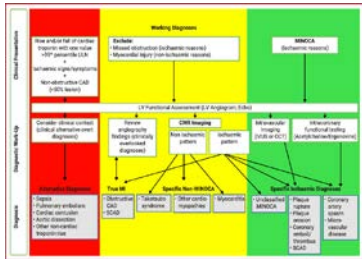 Working Diagnoses
Rise and/or fall of cardiac
troponin with one value
>99th percentile ULN
+
Ischaemic signs/symptoms
+
Non-obstructive CAD
(<50% lesion)
Exclude:
• Missed obstruction (ischaemic reasons)
• Myocardial injury (non-ischaemic reasons)
MINOCA
(Ischaemic reasons)
Clinical Presentation
LV Functional Assessment (LV Angiogram, Echo)
Consider clinical context
(clinical alternative overt
diagnoses)
Review
angiography
findings (clinically
overlooked
diagnoses)
CMR Imaging
Non ischaemic
pattern
Ischaemic
pattern
Intravascular
imaging
(IVUS or OCT)
Intracoronary
functional testing
(Acetylcholine/Ergonovine)
Diagnostic Work-Up
Alternative Diagnoses
• Sepsis
• Pulmonary embolism
• Cardiac contusion
• Aortic dissection
• Other non-cardiac
True MI
• Obstructive
CAD
• SCAD
Specific Non-MINOCA
• Takotsubo
syndrome
• Other cardio-
myopathies
• Myocarditis
Specific Ischaemic Diagnoses
• Unclassified
MINOCA
• Plaque
rupture
• Plaque
erosion
• Coronary
embolism/
thrombus
• SCAD
• Coronary
artery
spasm
• Micro-
vascular
disease
Diagnosis